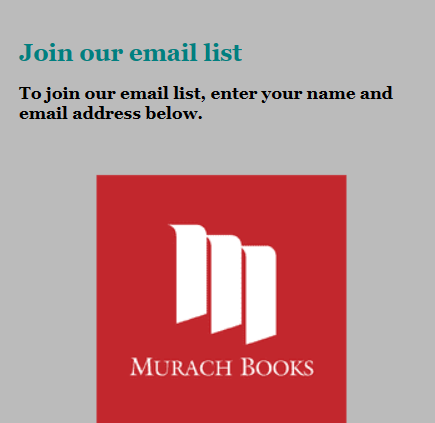 Join our email list
To join our email list, enter your name and
email address below.
MURACH BOOKS